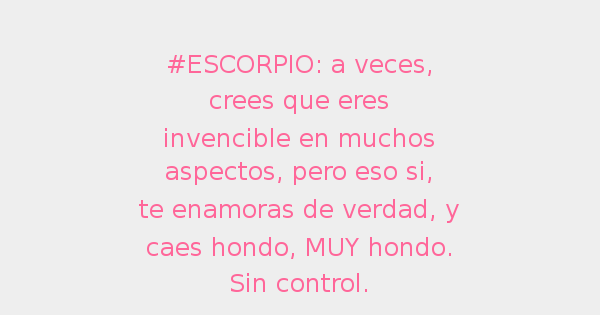 #ESCORPIO: a veces,
crees que eres
invencible en muchos
aspectos, pero eso si,
te enamoras de verdad, y
caes hondo, MUY hondo.
Sin control.